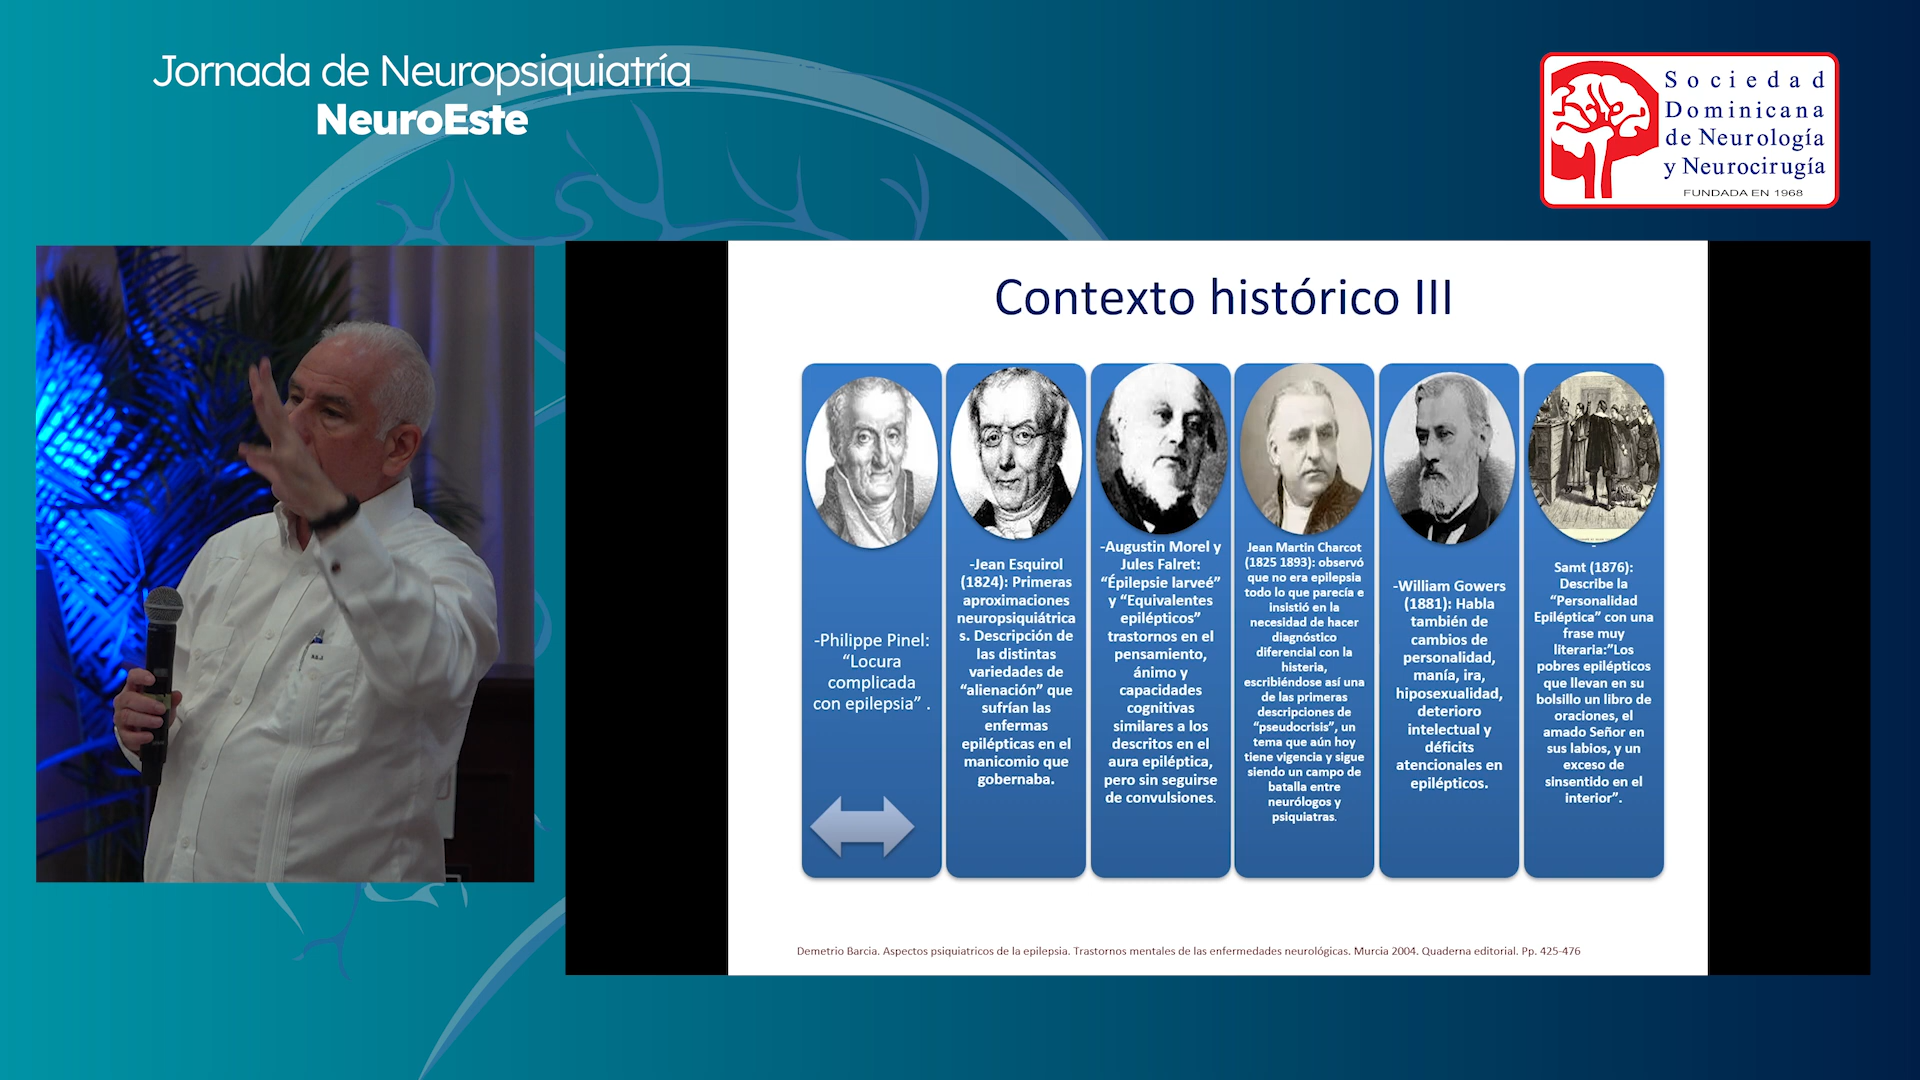 Jornada de Neuropsiquiatría
NeuroEste
Sociedad
Dominicana
de Neurología
y Neurocirugía
FUNDADA EN 1968
Contexto histórico III
-Philippe Pinel:
“Locura
complicada
con epilepsia” .
-Jean Esquirol
(1824): Primeras
aproximaciones
neuropsiquiátrica
s. Descripción de
las distintas
variedades de
“alienación” que
sufrían las
enfermas
epilépticas en el
manicomio que
gobernaba.
-Augustin Morel y
Jules Falret:
“Épilepsie larveé”
y “Equivalentes
epilépticos”
trastornos en el
pensamiento,
ánimo y
capacidades
cognitivas
similares a los
descritos en el
aura epiléptica,
pero sin seguirse
de convulsiones.
Jean Martin Charcot
(1825 1893): observó
que no era epilepsia
todo lo que parecía e
insistió en la
necesidad de hacer
diagnóstico
diferencial con la
histeria,
escribiéndose así una
de las primeras
descripciones de
“pseudocrisis”, un
tema que aún hoy
tiene vigencia y sigue
siendo un campo de
batalla entre
neurólogos y
psiquiatras.
-William Gowers
(1881): Habla
también de
cambios de
personalidad,
manía, ira,
hiposexualidad,
deterioro
intelectual y
déficits
atencionales en
epilépticos.
-
Samt (1876):
Describe la
“Personalidad
Epiléptica” con una
frase muy
literaria:”Los
pobres epilépticos
que llevan en su
bolsillo un libro de
oraciones, el
amado Señor en
sus labios, y un
exceso de
sinsentido en el
interior”.
Demetrio Barcia. Aspectos psiquiatricos de la epilepsia. Trastornos mentales de las enfermedades neurológicas. Murcia 2004. Quaderna editorial. Pp. 425-476